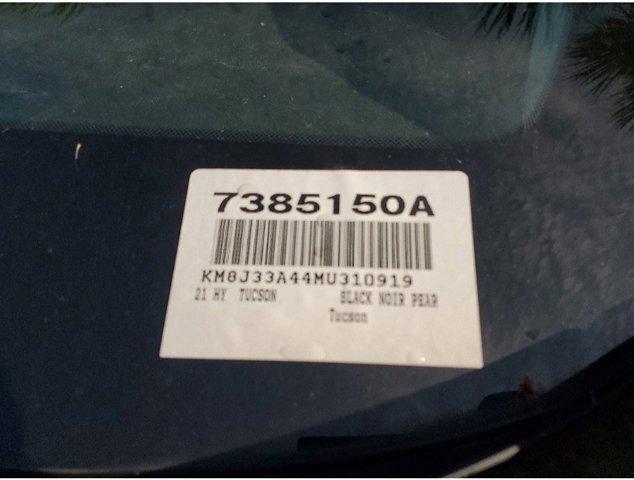 7385150A
KM8J33A44MU310919
21 HY TUCSON BLACK NOIR PEAR
Tucson